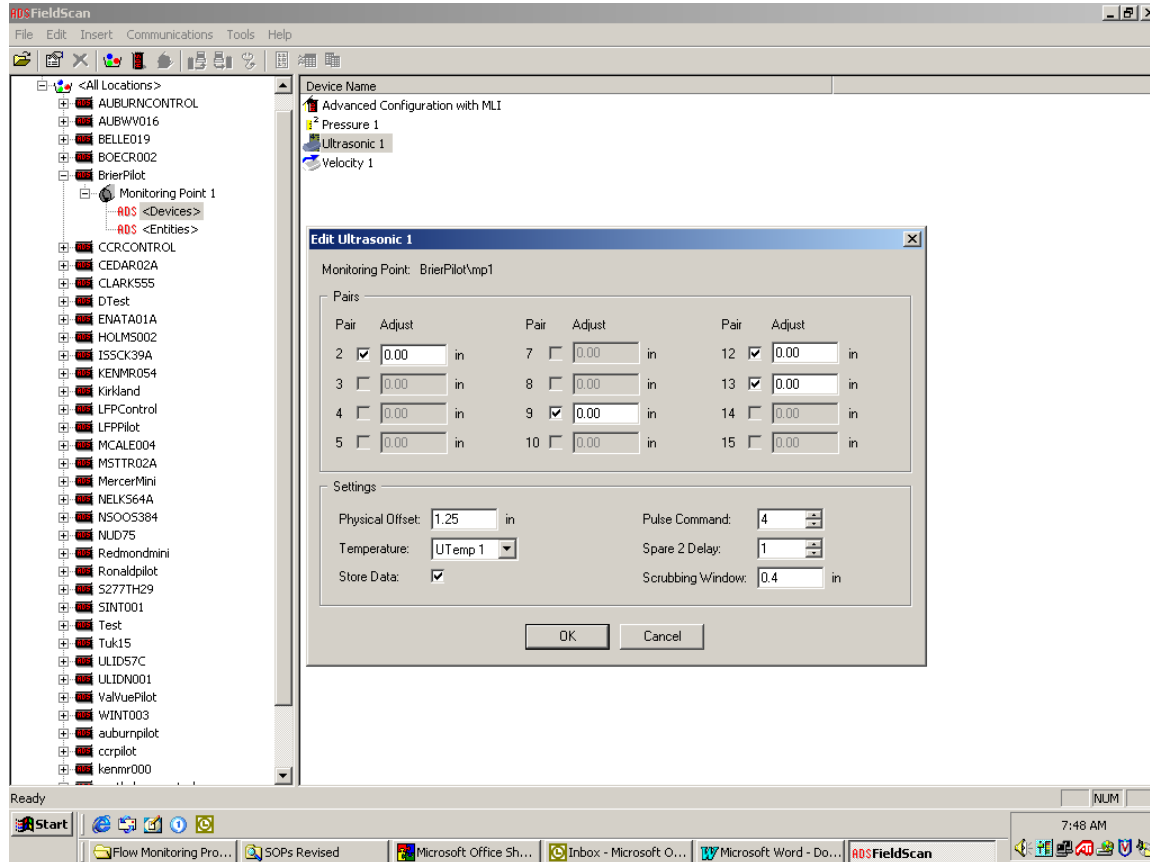 ADS FieldScan
File Edit Insert Communications Tools Help
<All Locations>
AUBURNCONTROL
AUBWV016
BELLE019
BOECR002
BrierPilot
Monitoring Point 1
ADS <Devices>
ADS <Entities>
CCRCONTROL
CEDAR02A
CLARK555
DTest
ENATA01A
HOLMS002
ISSCK39A
KENMR054
Kirkland
LFPControl
LFPPilot
MCALE004
MSTTR02A
MercerMini
NELKS64A
NSOOS384
NUD75
Redmondmini
Ronaldpilot
S277TH29
SINT001
Test
Tuk15
ULID57C
ULIDN001
ValVuePilot
WINT003
auburnpilot
ccrpilot
kenmr000
Device Name
Advanced Configuration with MLI
Pressure 1
Ultrasonic 1
Velocity 1
Edit Ultrasonic 1
Monitoring Point: BrierPilot\mp1
Pairs
Pair Adjust Pair Adjust Pair Adjust
2 0.00 in 7 0.00 in 12 0.00 in
3 0.00 in 8 0.00 in 13 0.00 in
4 0.00 in 9 0.00 in 14 0.00 in
5 0.00 in 10 0.00 in 15 0.00 in
Settings
Physical Offset: 1.25 in Pulse Command: 4
Temperature: UTemp 1 Spare 2 Delay: 1
Store Data: Scrubbing Window: 0.4 in
OK Cancel
Ready NUM
Start 7:48 AM
Flow Monitoring Pro... SOPs Revised Microsoft Office Sh... Inbox - Microsoft O... Microsoft Word - Do... ADS FieldScan